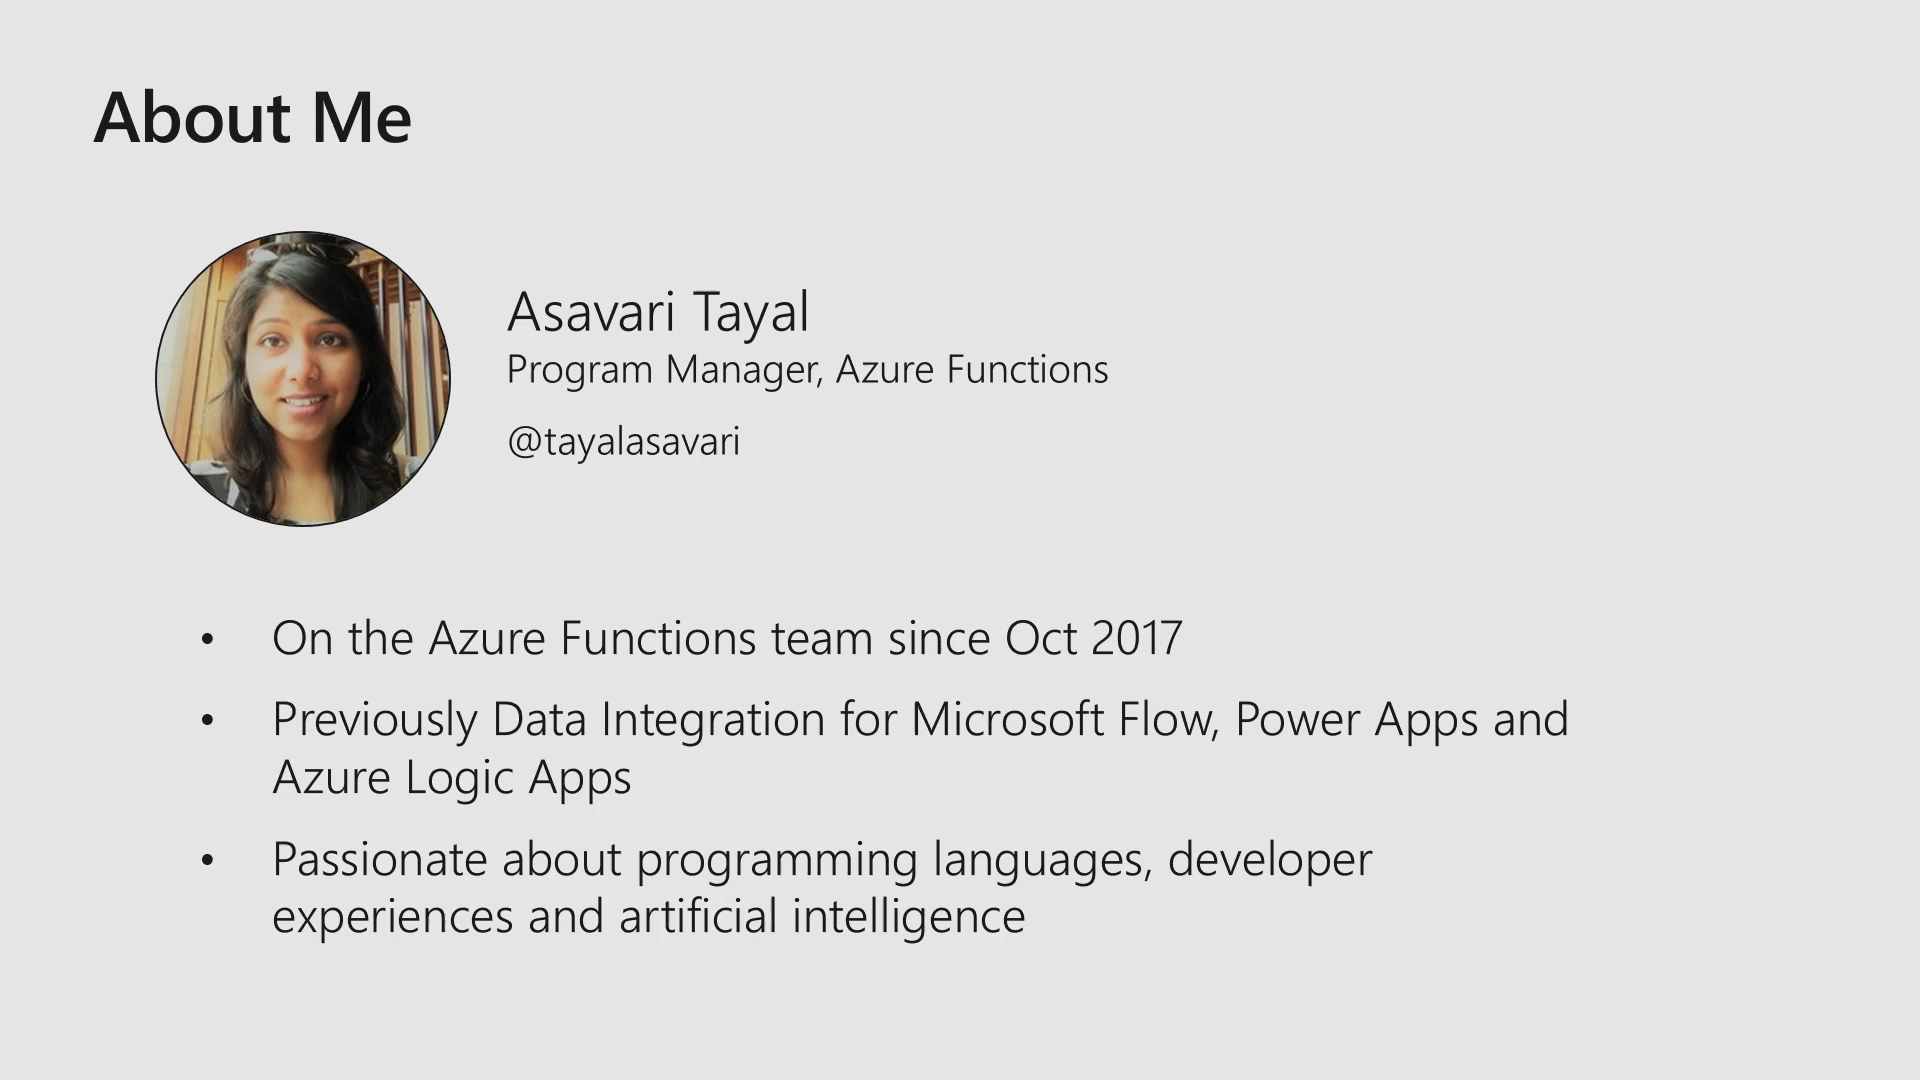 About Me
Asavari Tayal
Program Manager, Azure Functions
@tayalasavari
• On the Azure Functions team since Oct 2017
• Previously Data Integration for Microsoft Flow, Power Apps and
Azure Logic Apps
• Passionate about programming languages, developer
experiences and artificial intelligence